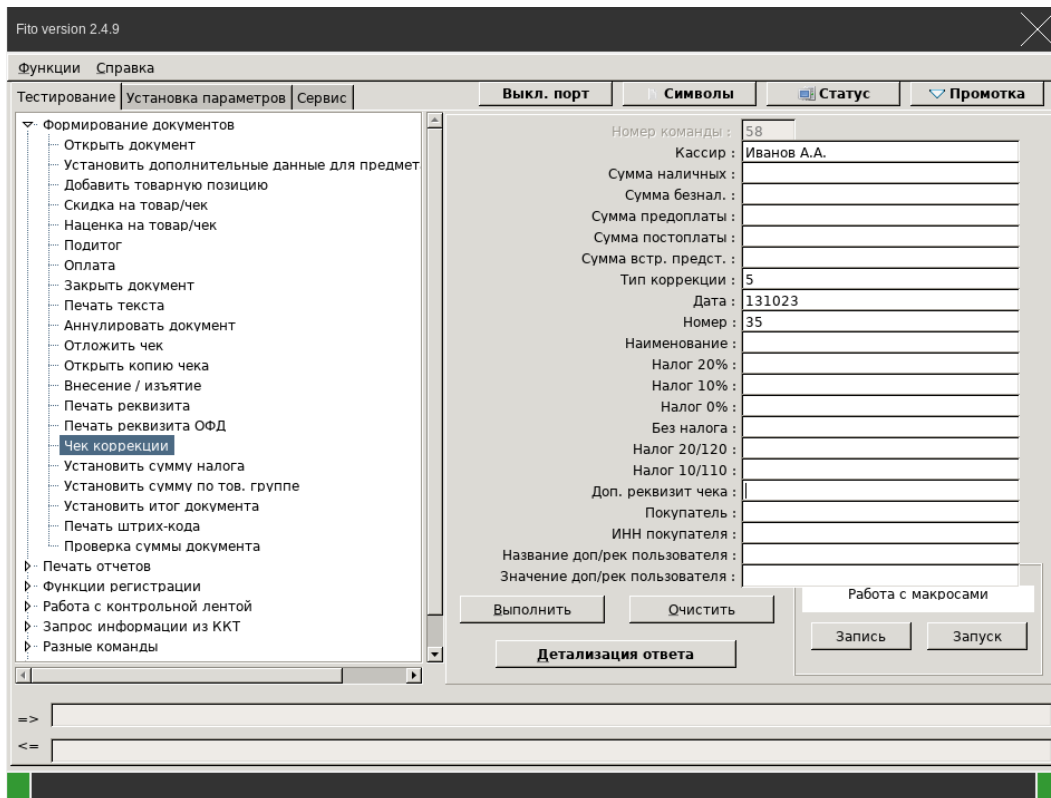 Fito version 2.4.9
Функции Справка
Тестирование Установка параметров Сервис
Выкл. порт Символы Статус Промотка
Формирование документов
Открыть документ
Установить дополнительные данные для предмет
Добавить товарную позицию
Скидка на товар/чек
Наценка на товар/чек
Подитог
Оплата
Закрыть документ
Печать текста
Аннулировать документ
Отложить чек
Открыть копию чека
Внесение / изъятие
Печать реквизита
Печать реквизита ОФД
Чек коррекции
Установить сумму налога
Установить сумму по тов. группе
Установить итог документа
Печать штрих-кода
Проверка суммы документа
Печать отчетов
Функции регистрации
Работа с контрольной лентой
Запрос информации из ККТ
Разные команды
Номер команды : 58
Кассир : Иванов А.А.
Сумма наличных :
Сумма безнал. :
Сумма предоплаты :
Сумма постоплаты :
Сумма встр. предст. :
Тип коррекции : 5
Дата : 131023
Номер : 35
Наименование :
Налог 20% :
Налог 10% :
Налог 0% :
Без налога :
Налог 20/120 :
Налог 10/110 :
Доп. реквизит чека :
Покупатель :
ИНН покупателя :
Название доп/рек пользователя :
Значение доп/рек пользователя :
Выполнить Очистить
Детализация ответа
Работа с макросами
Запись Запуск
=>
<=